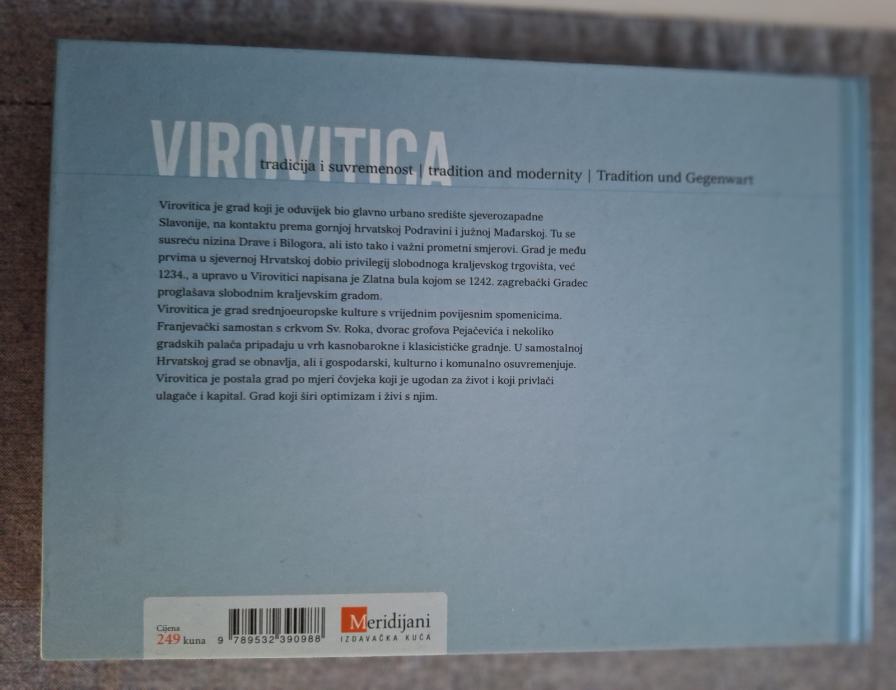 VIROVITICA
tradicija i suvremenost | tradition and modernity | Tradition und Gegenwart
Virovitica je grad koji je oduvijek bio glavno urbano središte sjeverozapadne
Slavonije, na kontaktu prema gornjoj hrvatskoj Podravini i južnoj Mađarskoj. Tu se
susreću nizina Drave i Bilogora, ali isto tako i važni prometni smjerovi. Grad je među
prvima u sjevernoj Hrvatskoj dobio privilegij slobodnoga kraljevskog trgovišta, već
1234., a upravo u Virovitici napisana je Zlatna bula kojom se 1242. zagrebački Gradec
proglašava slobodnim kraljevskim gradom.
Virovitica je grad srednjoeuropske kulture s vrijednim povijesnim spomenicima.
Franjevački samostan s crkvom Sv. Roka, dvorac grofova Pejačevića i nekoliko
gradskih palača pripadaju u vrh kasnobarokne i klasicističke gradnje. U samostalnoj
Hrvatskoj grad se obnavlja, ali i gospodarski, kulturno i komunalno osuvremenjuje.
Virovitica je postala grad po mjeri čovjeka koji je ugodan za život i koji privlači
ulagače i kapital. Grad koji širi optimizam i živi s njim.
Cijena
249 kuna
9 789532 390988
Meridijani
IZDAVAČKA KUĆA